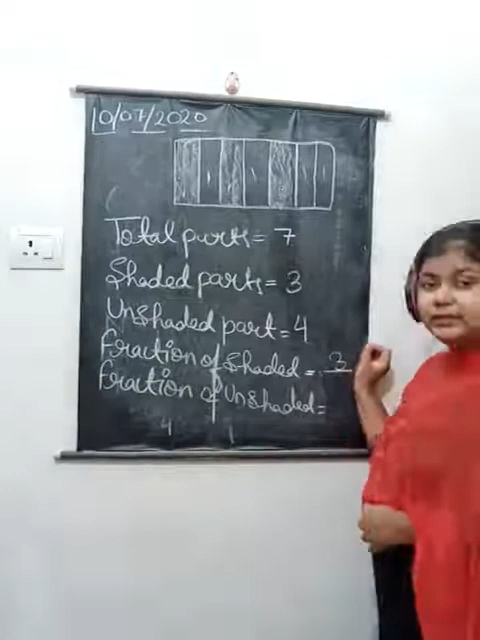 10/07/2020
Total parts = 7
Shaded parts = 3
Unshaded part = 4
Fraction of Shaded = 3
Fraction of Unshaded =